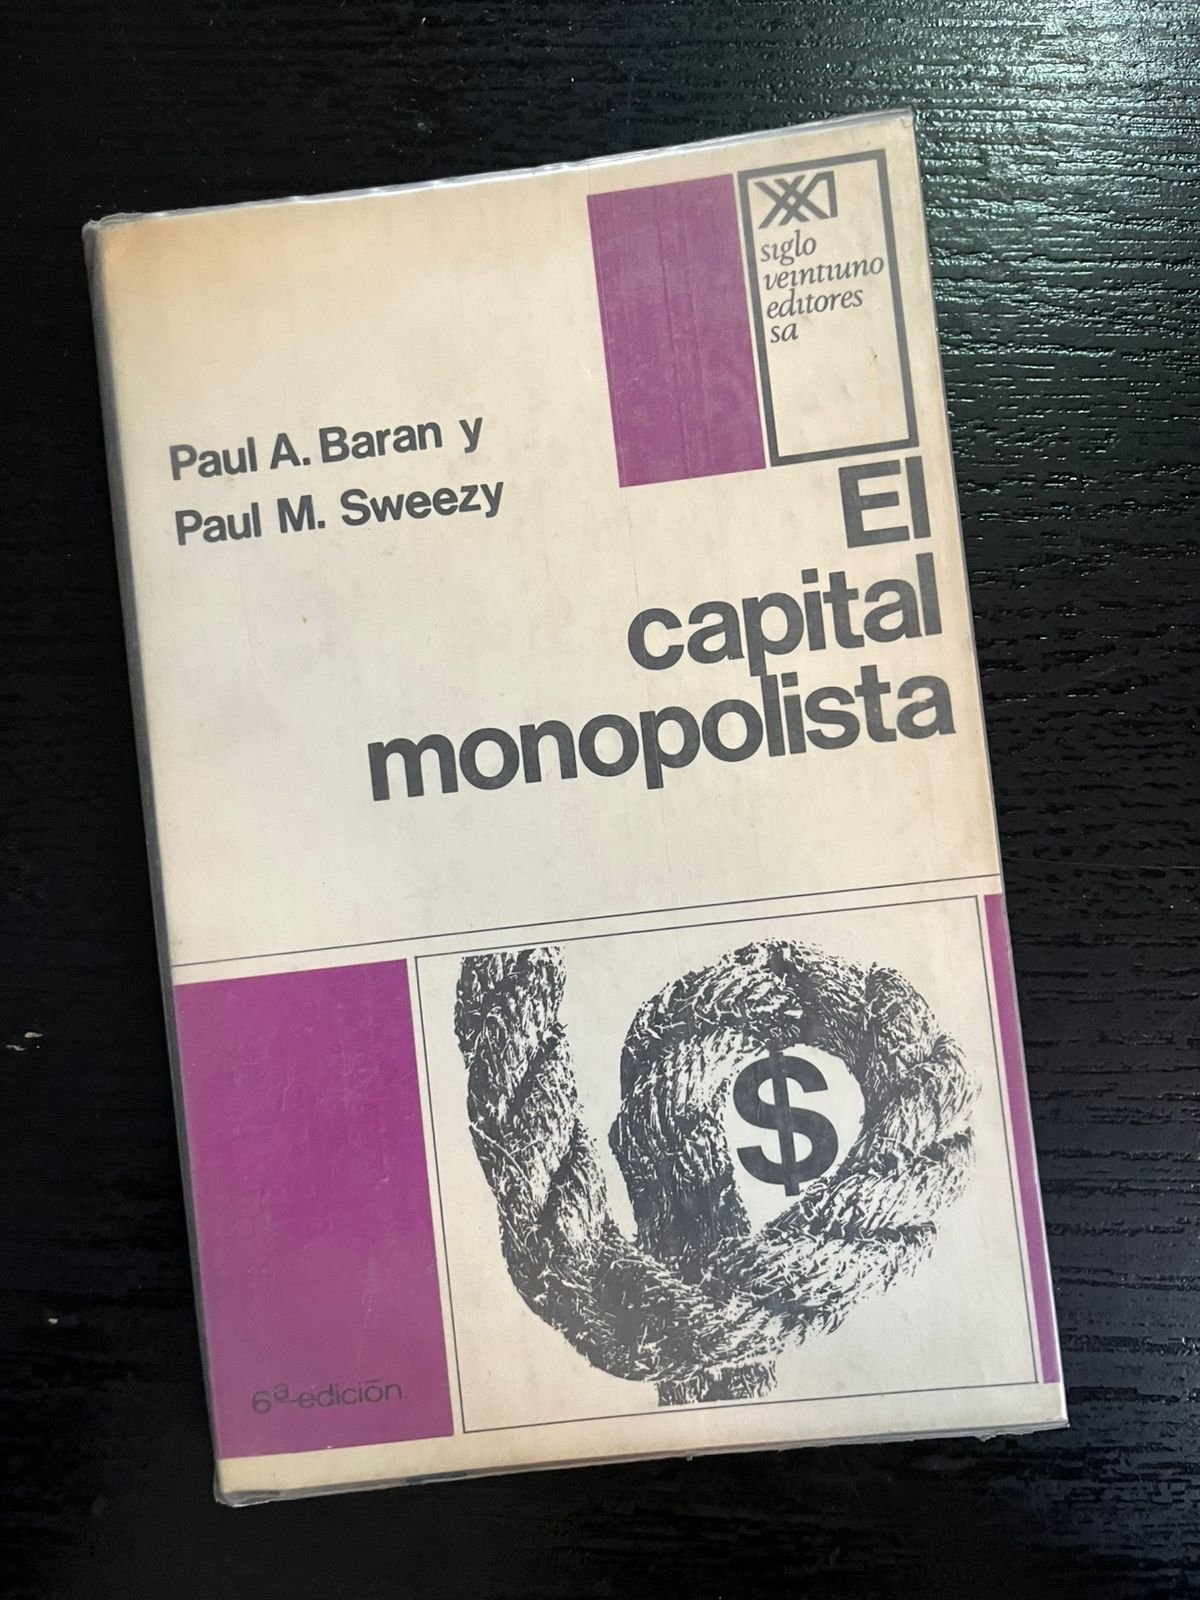 siglo
veintiuno
editores
sa
Paul A. Baran y
Paul M. Sweezy
El
capital
monopolista
$
6ª edición